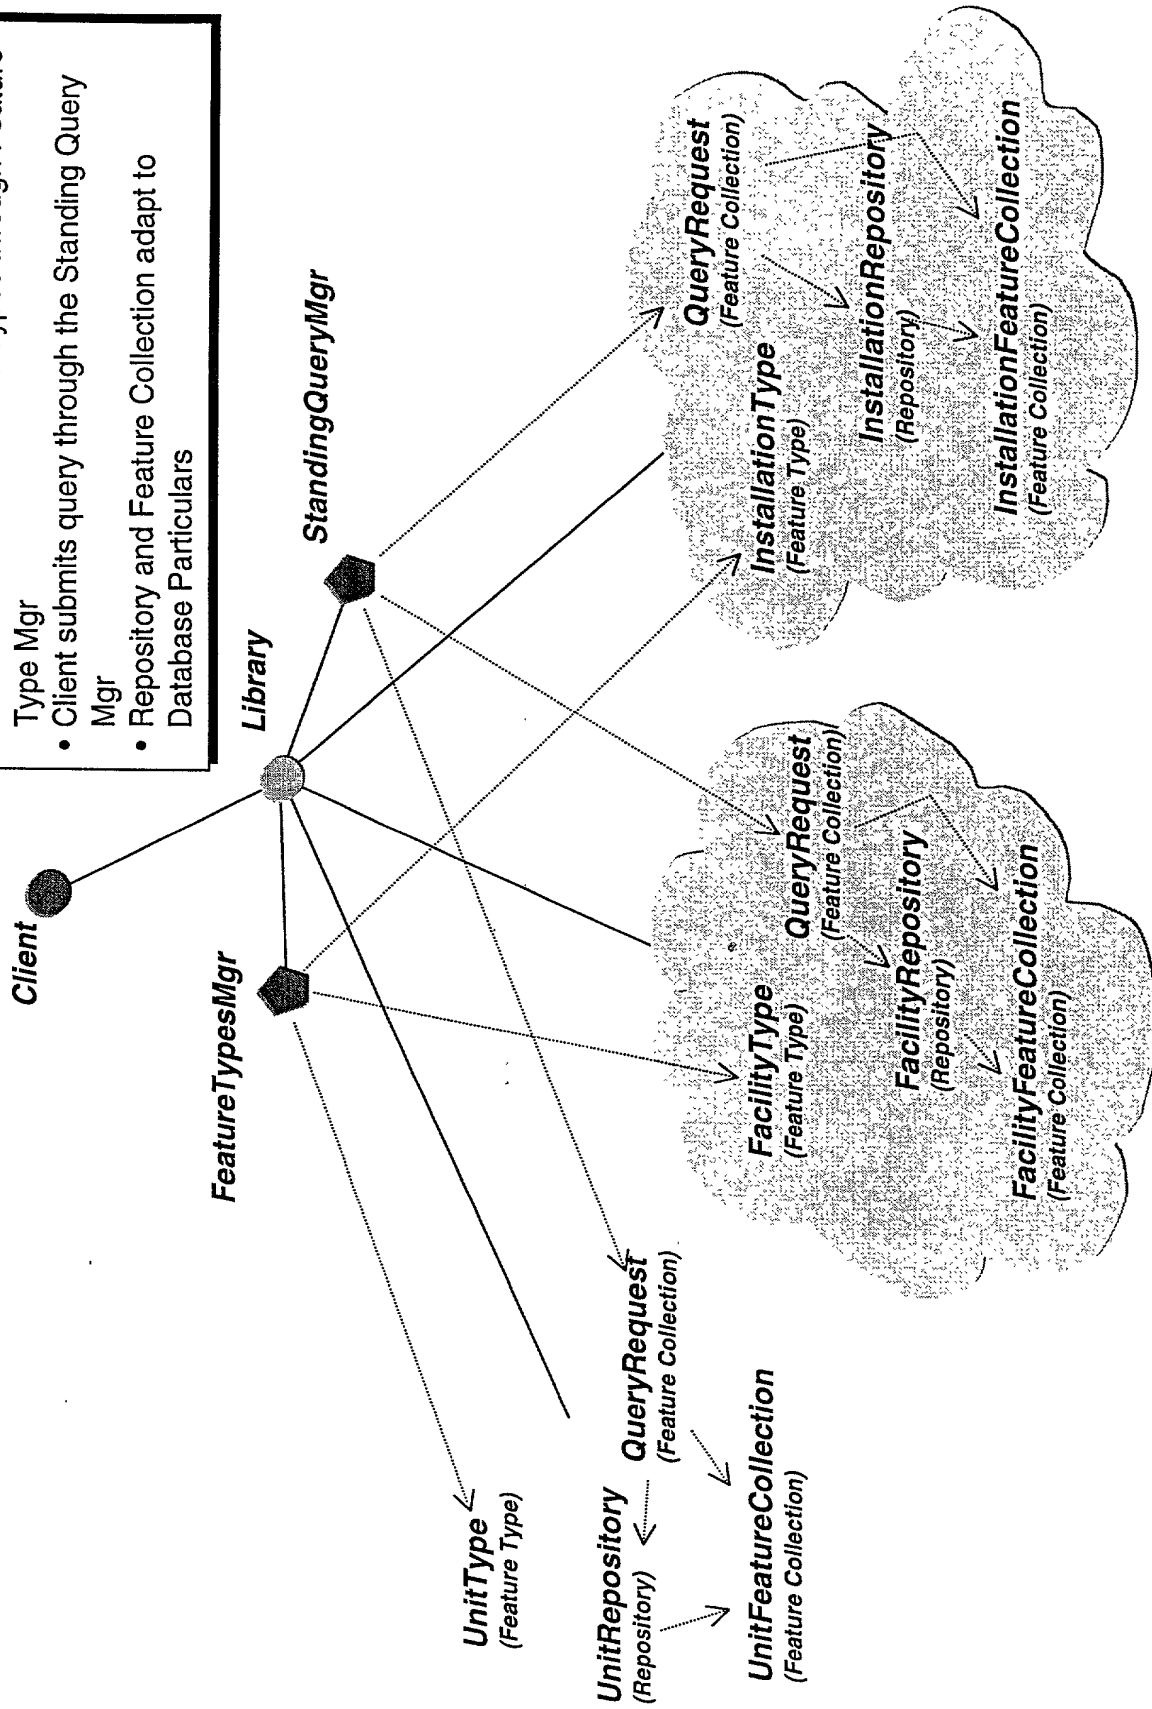 Type Mgr
• Client submits query through the Standing Query
Mgr
• Repository and Feature Collection adapt to
Database Particulars
Client
Library
FeatureTypesMgr
StandingQueryMgr
UnitType
(Feature Type)
UnitRepository
(Repository)
QueryRequest
(Feature Collection)
UnitFeatureCollection
(Feature Collection)
FacilityType
(Feature Type)
QueryRequest
(Feature Collection)
FacilityRepository
(Repository)
FacilityFeatureCollection
(Feature Collection)
InstallationType
(Feature Type)
QueryRequest
(Feature Collection)
InstallationRepository
(Repository)
InstallationFeatureCollection
(Feature Collection)